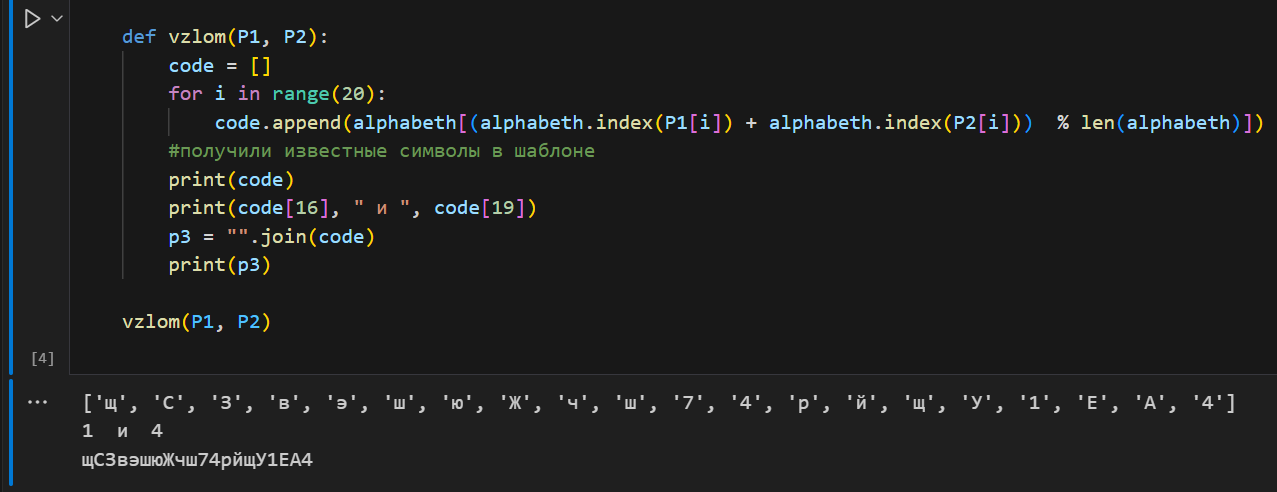 def vzlom(P1, P2):
    code = []
    for i in range(20):
        code.append(alphabeth[(alphabeth.index(P1[i]) + alphabeth.index(P2[i]))  % len(alphabeth)])
    #получили известные символы в шаблоне
    print(code)
    print(code[16], " и ", code[19])
    p3 = "".join(code)
    print(p3)
vzlom(P1, P2)
[4]
['щ', 'С', 'З', 'в', 'э', 'ш', 'ю', 'Ж', 'ч', 'ш', '7', '4', 'р', 'й', 'щ', 'У', '1', 'Е', 'А', '4']
1  и  4
щСЗвэшюЖчш74рйщУ1ЕА4